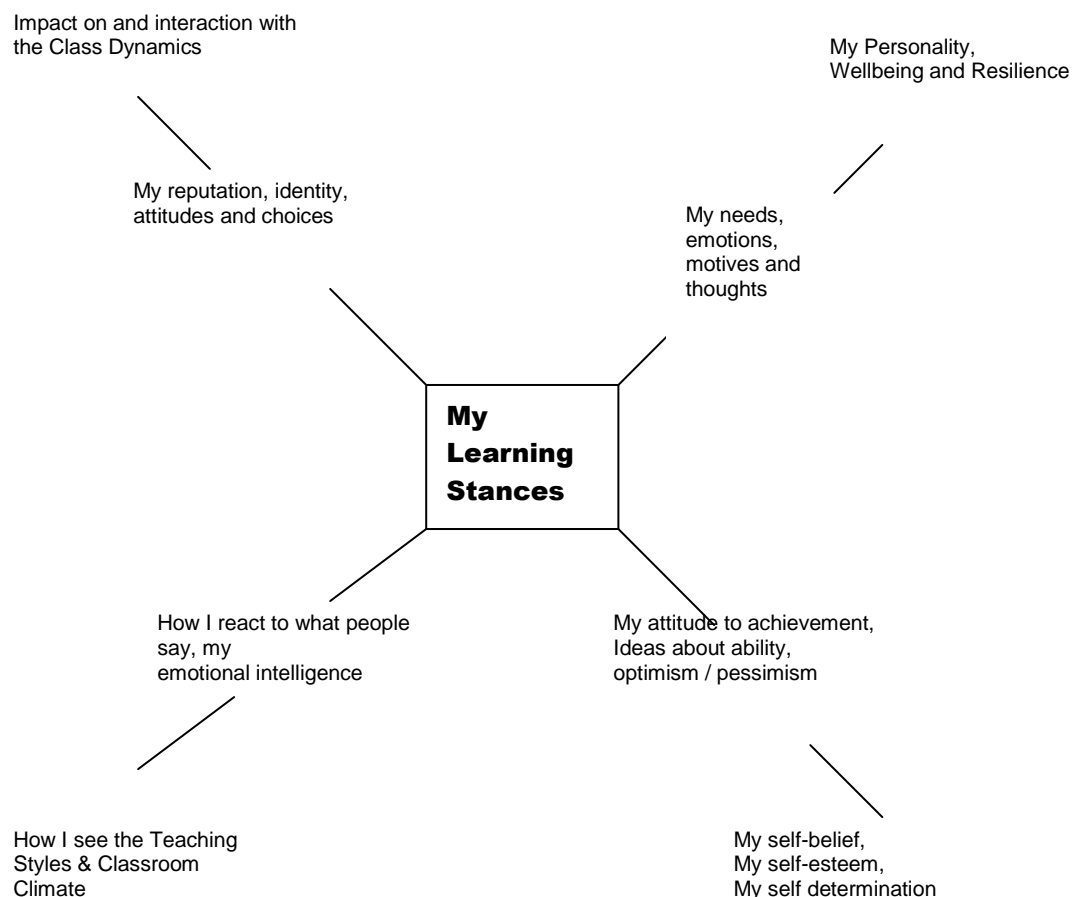 Impact on and interaction with
the Class Dynamics
My Personality,
Wellbeing and Resilience
My reputation, identity,
attitudes and choices
My needs,
emotions,
motives and
thoughts
My
Learning
Stances
How I react to what people
say, my
emotional intelligence
My attitude to achievement,
Ideas about ability,
optimism / pessimism
How I see the Teaching
Styles & Classroom
Climate
My self-belief,
My self-esteem,
My self determination